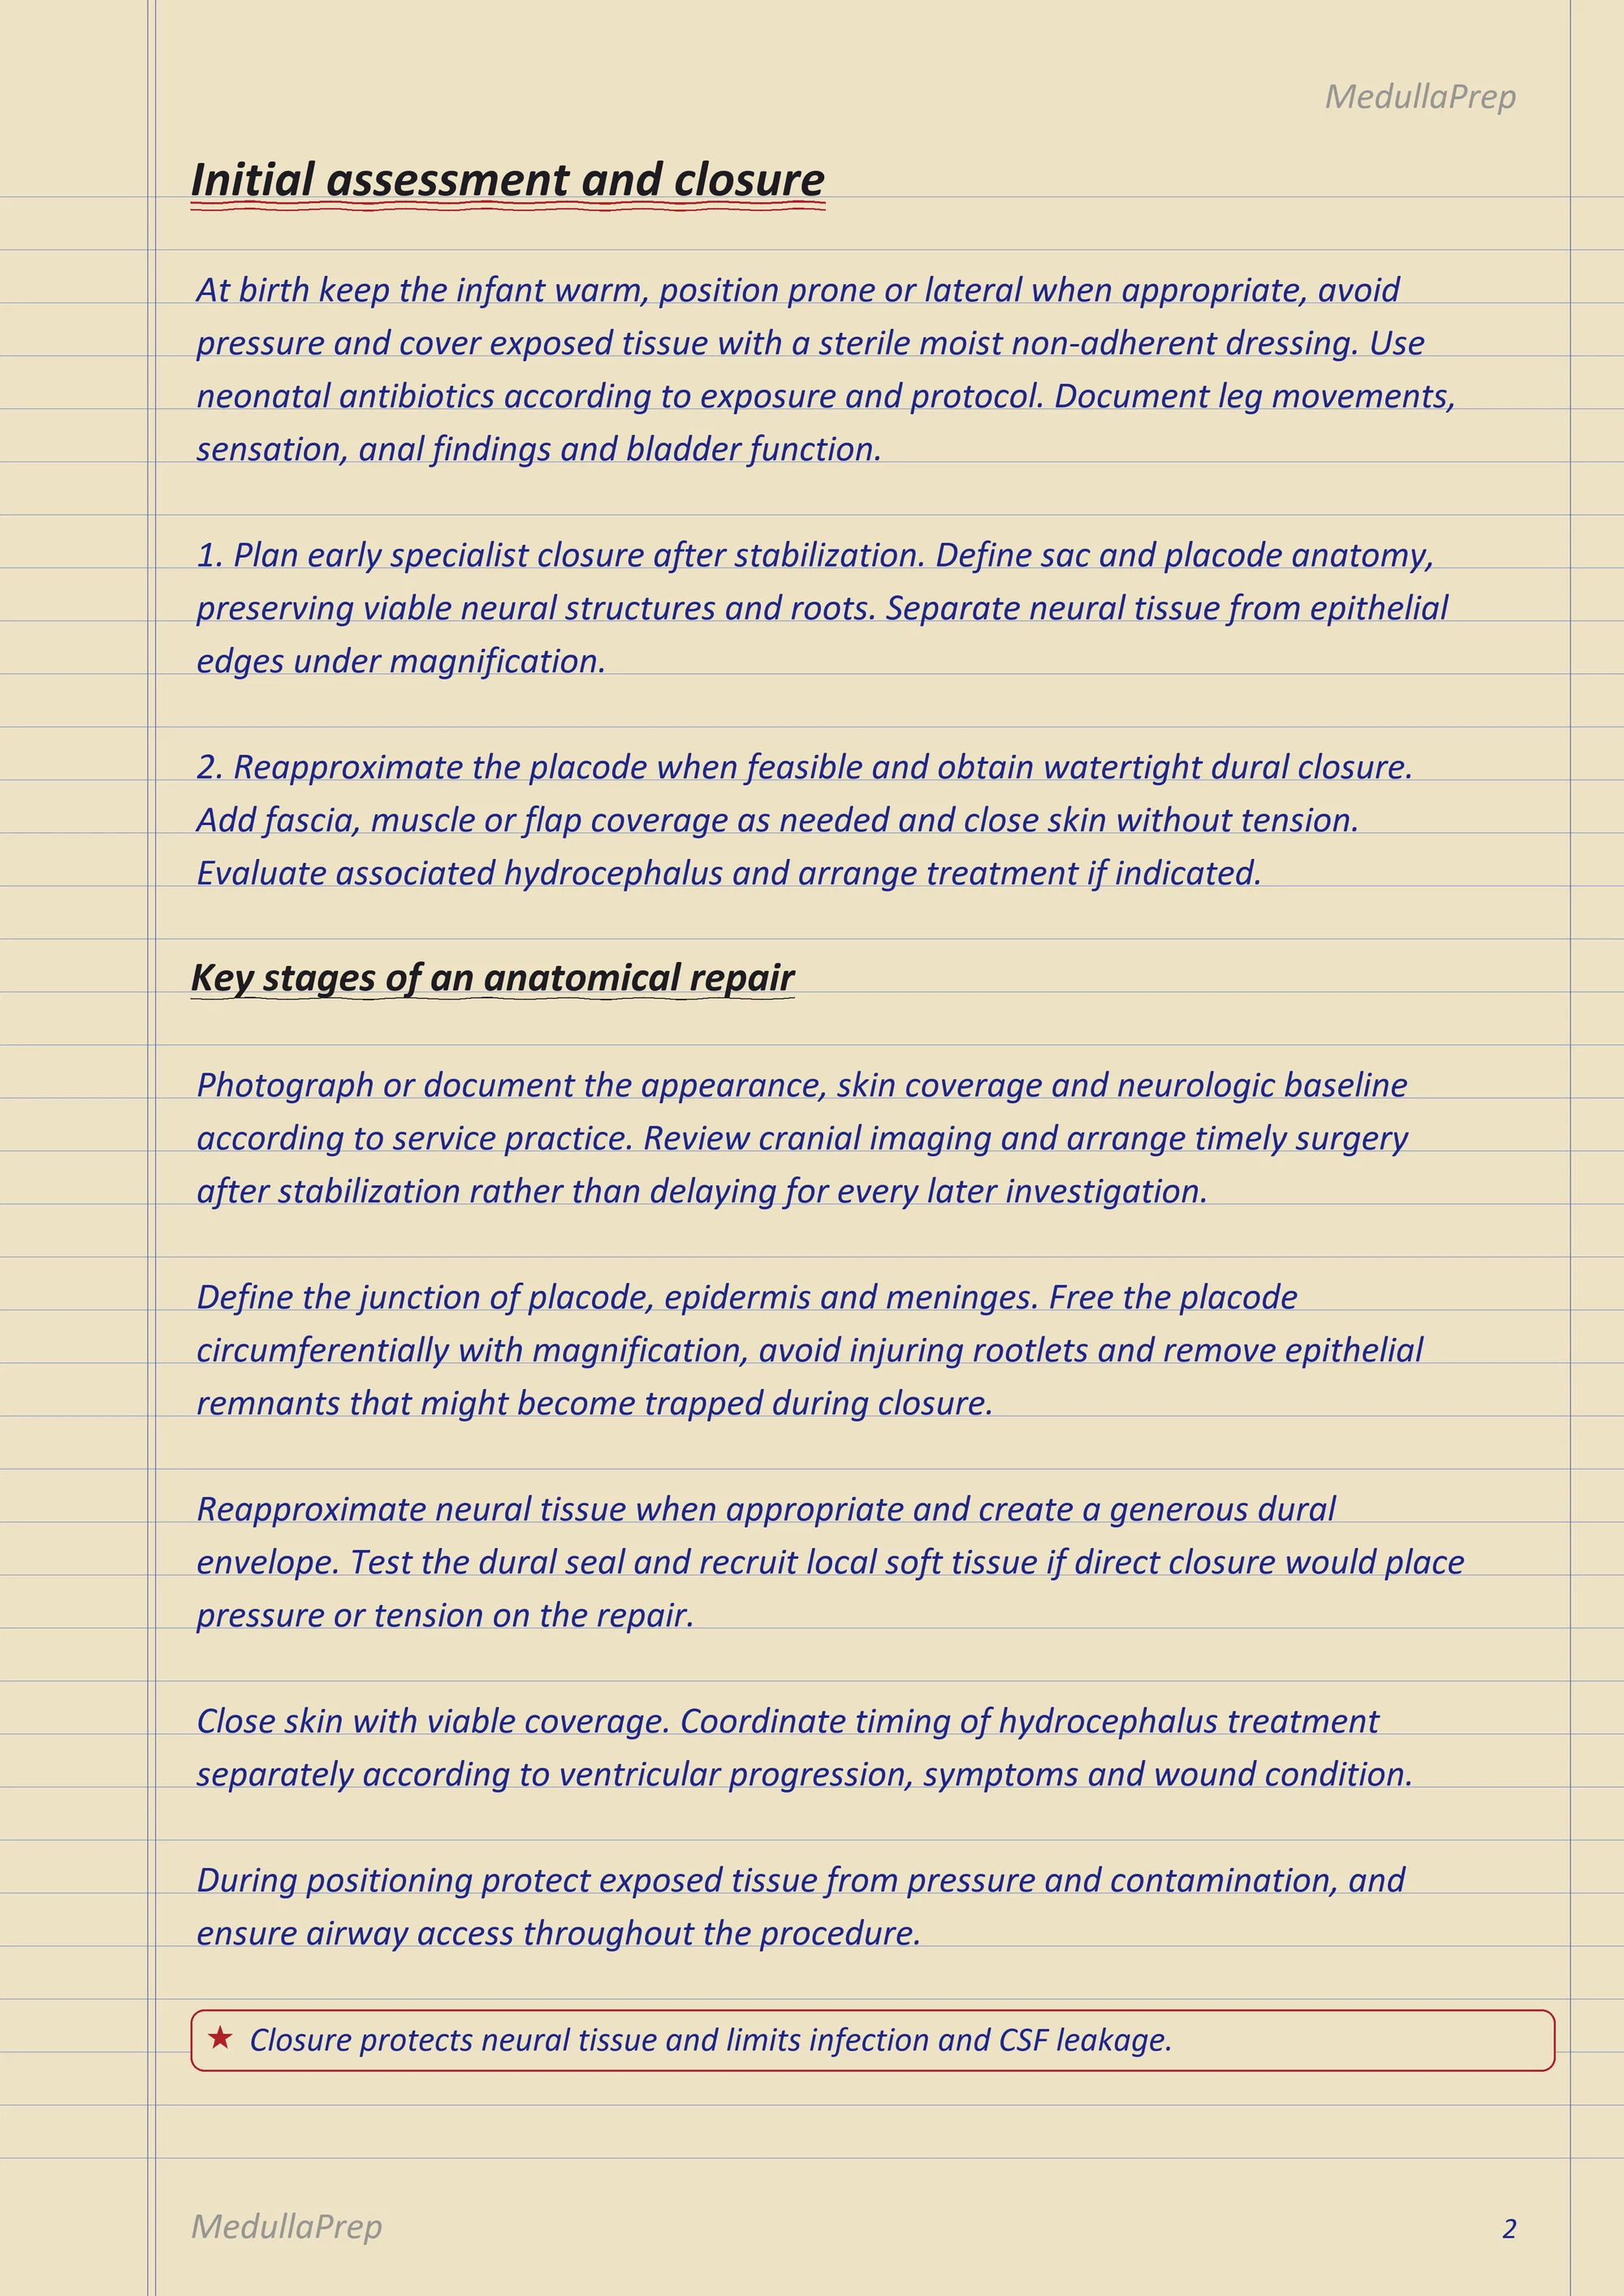 MedullaPrep
Initial assessment and closure
At birth keep the infant warm, position prone or lateral when appropriate, avoid
pressure and cover exposed tissue with a sterile moist non-adherent dressing. Use
neonatal antibiotics according to exposure and protocol. Document leg movements,
sensation, anal findings and bladder function.
1. Plan early specialist closure after stabilization. Define sac and placode anatomy,
preserving viable neural structures and roots. Separate neural tissue from epithelial
edges under magnification.
2. Reapproximate the placode when feasible and obtain watertight dural closure.
Add fascia, muscle or flap coverage as needed and close skin without tension.
Evaluate associated hydrocephalus and arrange treatment if indicated.
Key stages of an anatomical repair
Photograph or document the appearance, skin coverage and neurologic baseline
according to service practice. Review cranial imaging and arrange timely surgery
after stabilization rather than delaying for every later investigation.
Define the junction of placode, epidermis and meninges. Free the placode
circumferentially with magnification, avoid injuring rootlets and remove epithelial
remnants that might become trapped during closure.
Reapproximate neural tissue when appropriate and create a generous dural
envelope. Test the dural seal and recruit local soft tissue if direct closure would place
pressure or tension on the repair.
Close skin with viable coverage. Coordinate timing of hydrocephalus treatment
separately according to ventricular progression, symptoms and wound condition.
During positioning protect exposed tissue from pressure and contamination, and
ensure airway access throughout the procedure.
★ Closure protects neural tissue and limits infection and CSF leakage.
MedullaPrep
2